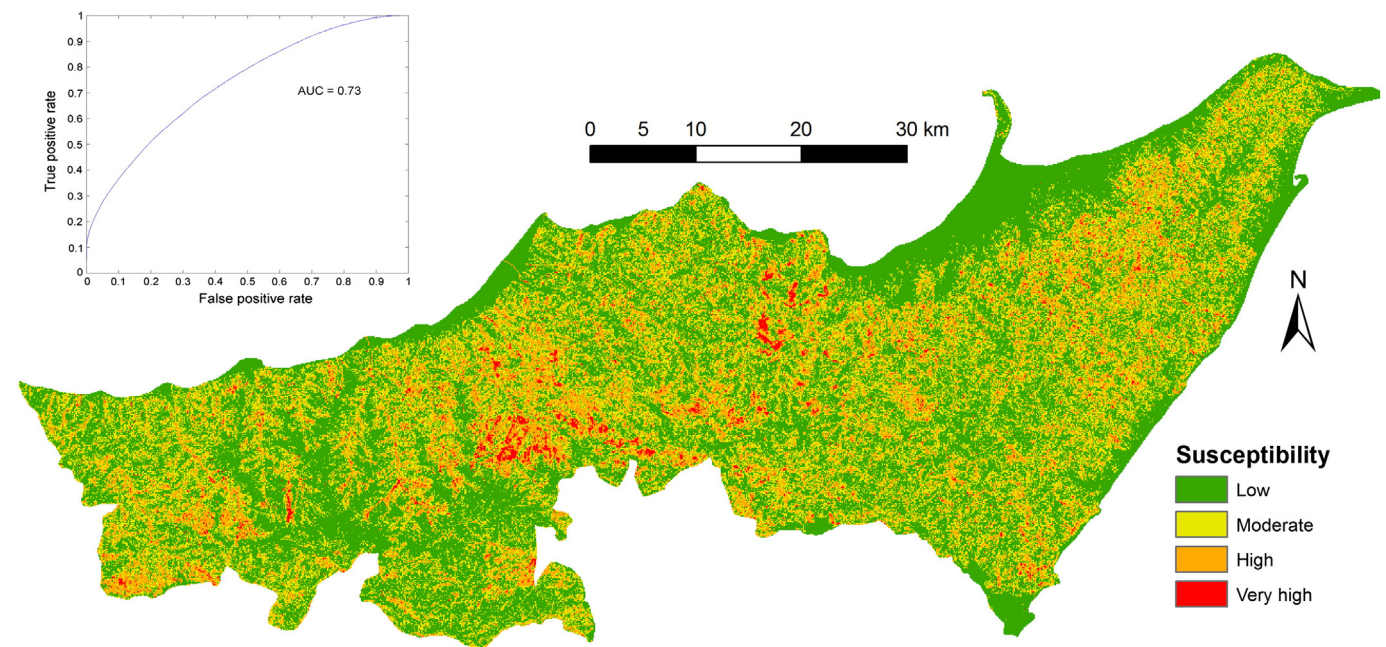 1
0.9
0.8
0.7
0.6
0.5
0.4
0.3
0.2
0.1
0
True positive rate
AUC = 0.73
0 0.1 0.2 0.3 0.4 0.5 0.6 0.7 0.8 0.9 1
False positive rate
0 5 10 20 30 km
N
Susceptibility
Low
Moderate
High
Very high